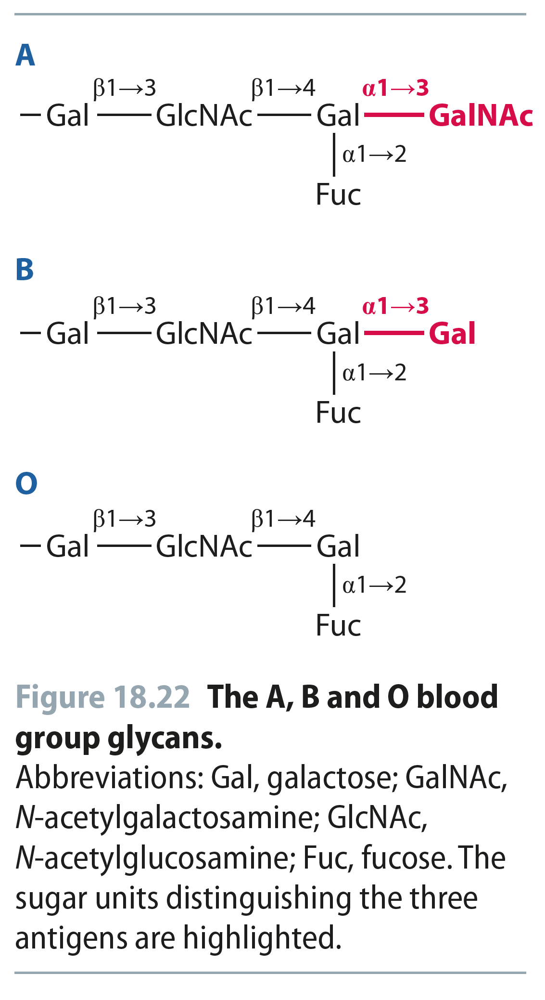 A
β1→3 β1→4 α1→3
Gal GlcNAc Gal GalNAc
α1→2
Fuc
B
β1→3 β1→4 α1→3
Gal GlcNAc Gal Gal
α1→2
Fuc
O
β1→3 β1→4
Gal GlcNAc Gal
α1→2
Fuc
Figure 18.22 The A, B and O blood
group glycans.
Abbreviations: Gal, galactose; GalNAc,
N-acetylgalactosamine; GlcNAc,
N-acetylglucosamine; Fuc, fucose. The
sugar units distinguishing the three
antigens are highlighted.